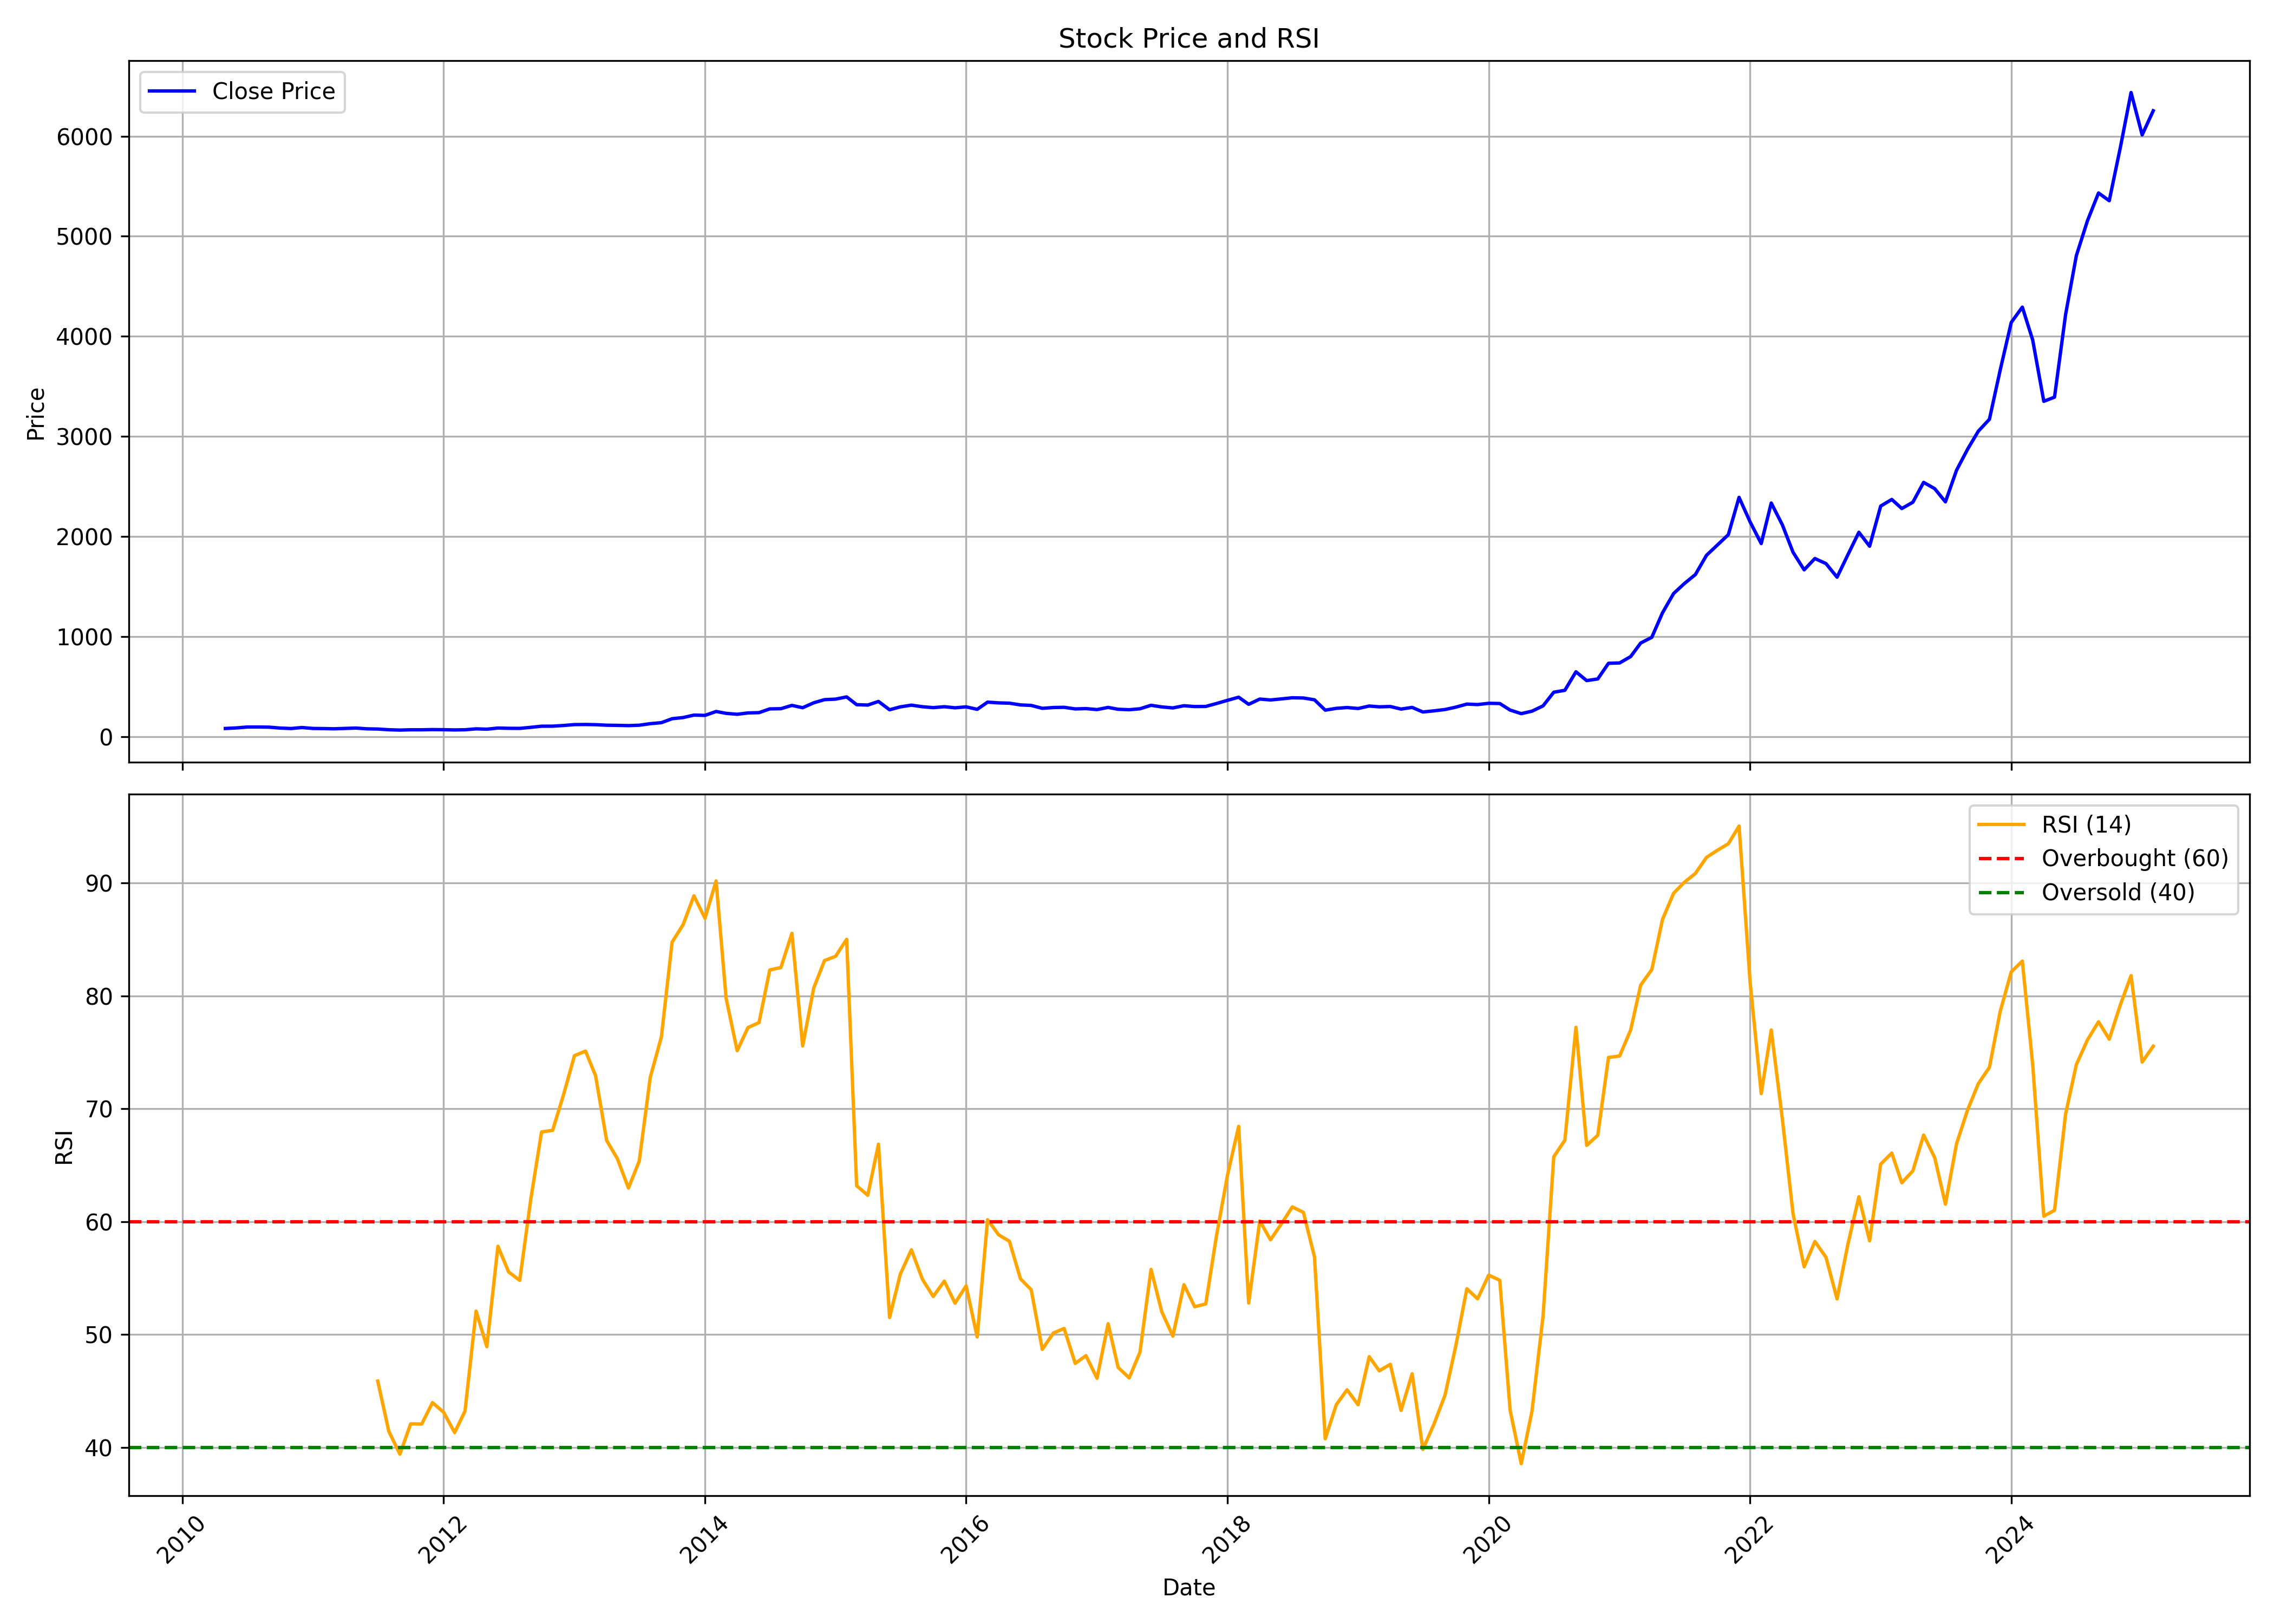 Stock Price and RSI
Close Price
Price
6000
5000
4000
3000
2000
1000
0
RSI (14)
Overbought (60)
Oversold (40)
RSI
90
80
70
60
50
40
2010
2012
2014
2016
2018
2020
2022
2024
Date